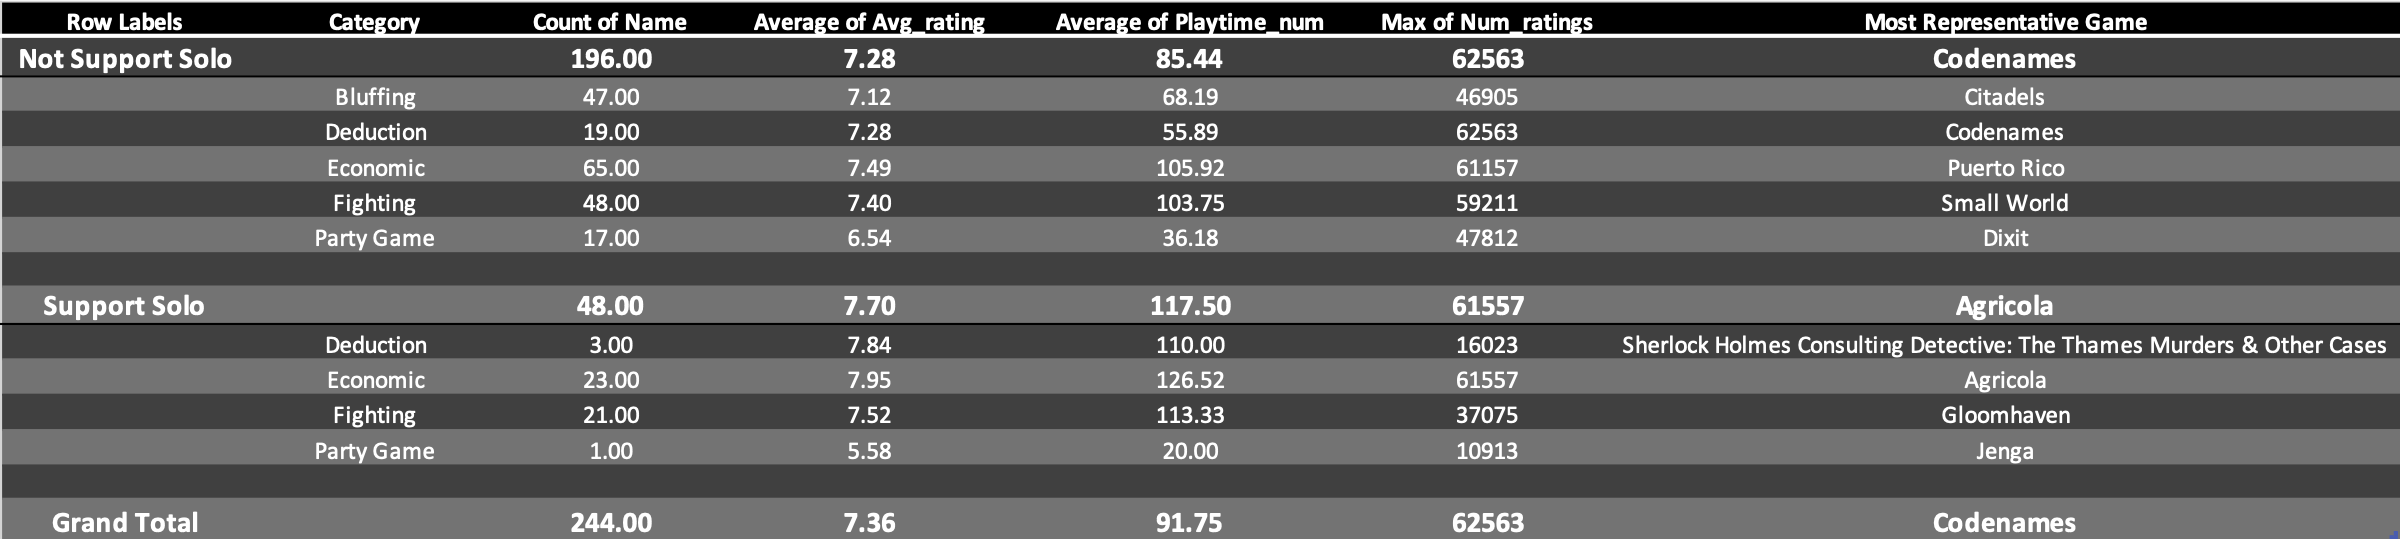 Row Labels Category Count of Name Average of Avg_rating Average of Playtime_num Max of Num_ratings Most Representative Game
Not Support Solo 196.00 7.28 85.44 62563 Codenames
Bluffing 47.00 7.12 68.19 46905 Citadels
Deduction 19.00 7.28 55.89 62563 Codenames
Economic 65.00 7.49 105.92 61157 Puerto Rico
Fighting 48.00 7.40 103.75 59211 Small World
Party Game 17.00 6.54 36.18 47812 Dixit
Support Solo 48.00 7.70 117.50 61557 Agricola
Deduction 3.00 7.84 110.00 16023 Sherlock Holmes Consulting Detective: The Thames Murders & Other Cases
Economic 23.00 7.95 126.52 61557 Agricola
Fighting 21.00 7.52 113.33 37075 Gloomhaven
Party Game 1.00 5.58 20.00 10913 Jenga
Grand Total 244.00 7.36 91.75 62563 Codenames